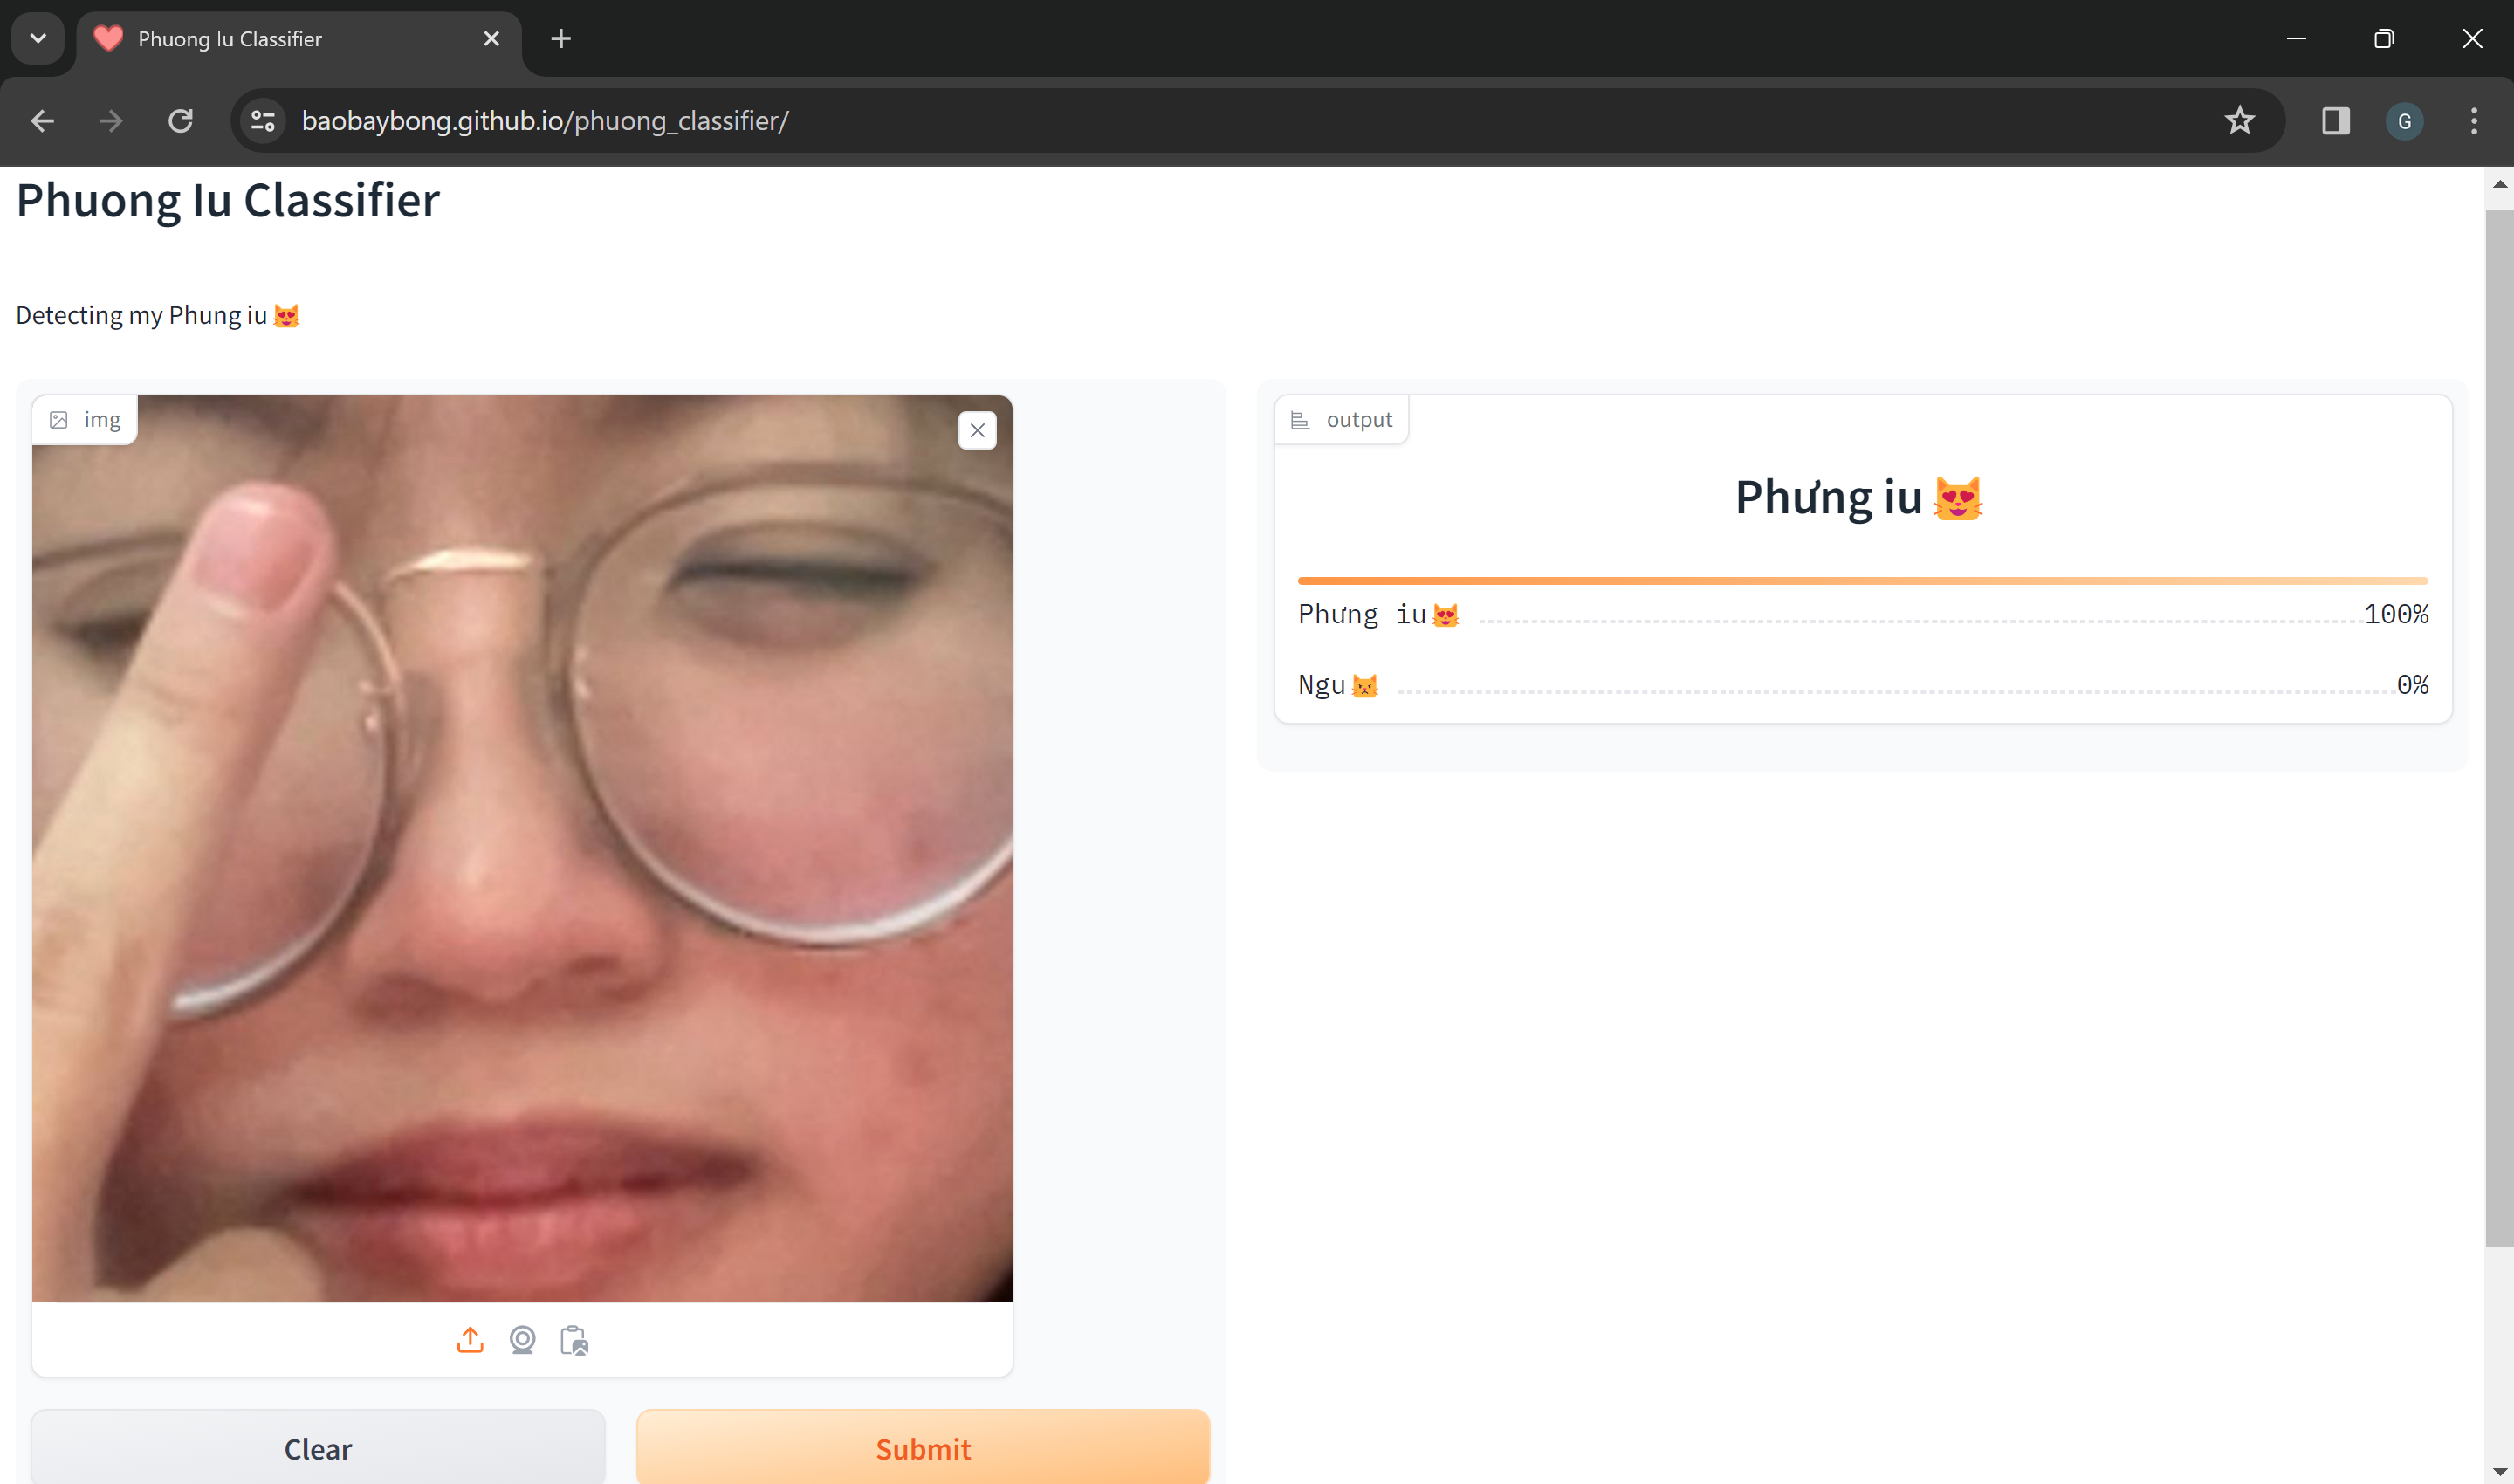 Phuong Iu Classifier
baobaybong.github.io/phuong_classifier/
G
Phuong Iu Classifier
Detecting my Phung iu😻
img
output
Phưng iu😻
Phưng iu😻 100%
Ngu😾 0%
Clear
Submit